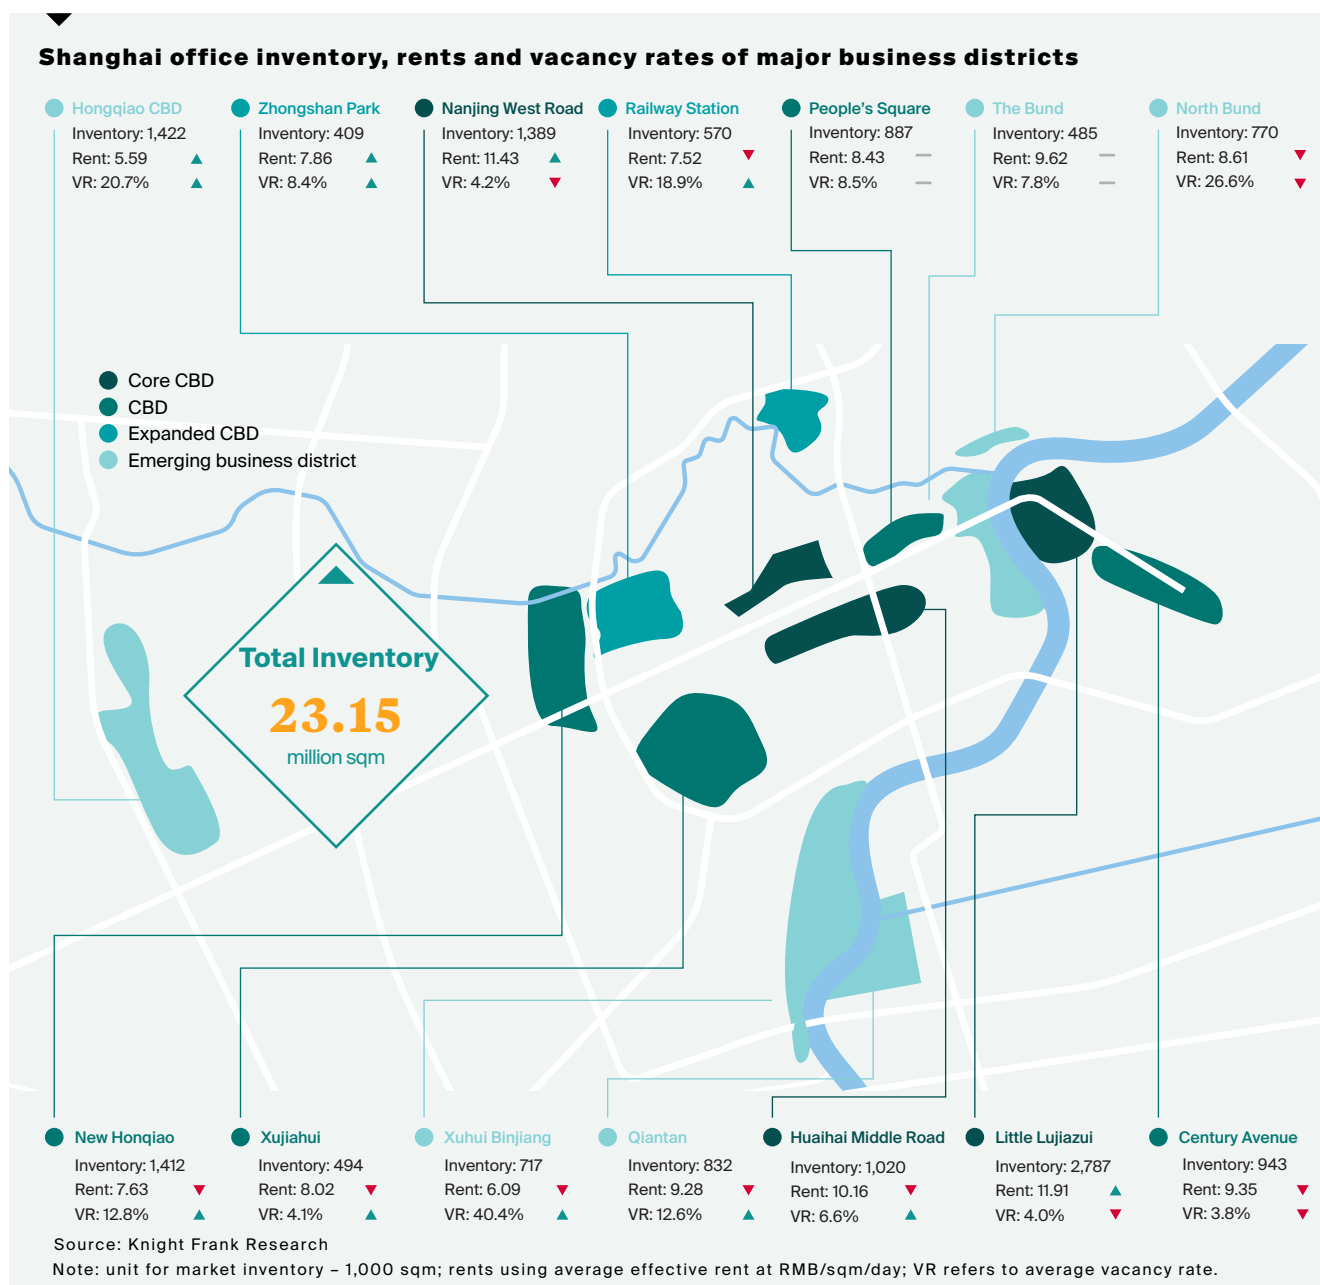 Shanghai office inventory, rents and vacancy rates of major business districts
Hongqiao CBD
Inventory: 1,422
Rent: 5.59
VR: 20.7%
Zhongshan Park
Inventory: 409
Rent: 7.86
VR: 8.4%
Nanjing West Road
Inventory: 1,389
Rent: 11.43
VR: 4.2%
Railway Station
Inventory: 570
Rent: 7.52
VR: 18.9%
People's Square
Inventory: 887
Rent: 8.43
VR: 8.5%
The Bund
Inventory: 485
Rent: 9.62
VR: 7.8%
North Bund
Inventory: 770
Rent: 8.61
VR: 26.6%
Core CBD
CBD
Expanded CBD
Emerging business district
Total Inventory
23.15
million sqm
New Honqiao
Inventory: 1,412
Rent: 7.63
VR: 12.8%
Xujiahui
Inventory: 494
Rent: 8.02
VR: 4.1%
Xuhui Binjiang
Inventory: 717
Rent: 6.09
VR: 40.4%
Qiantan
Inventory: 832
Rent: 9.28
VR: 12.6%
Huaihai Middle Road
Inventory: 1,020
Rent: 10.16
VR: 6.6%
Little Lujiazui
Inventory: 2,787
Rent: 11.91
VR: 4.0%
Century Avenue
Inventory: 943
Rent: 9.35
VR: 3.8%
Source: Knight Frank Research
Note: unit for market inventory – 1,000 sqm; rents using average effective rent at RMB/sqm/day; VR refers to average vacancy rate.